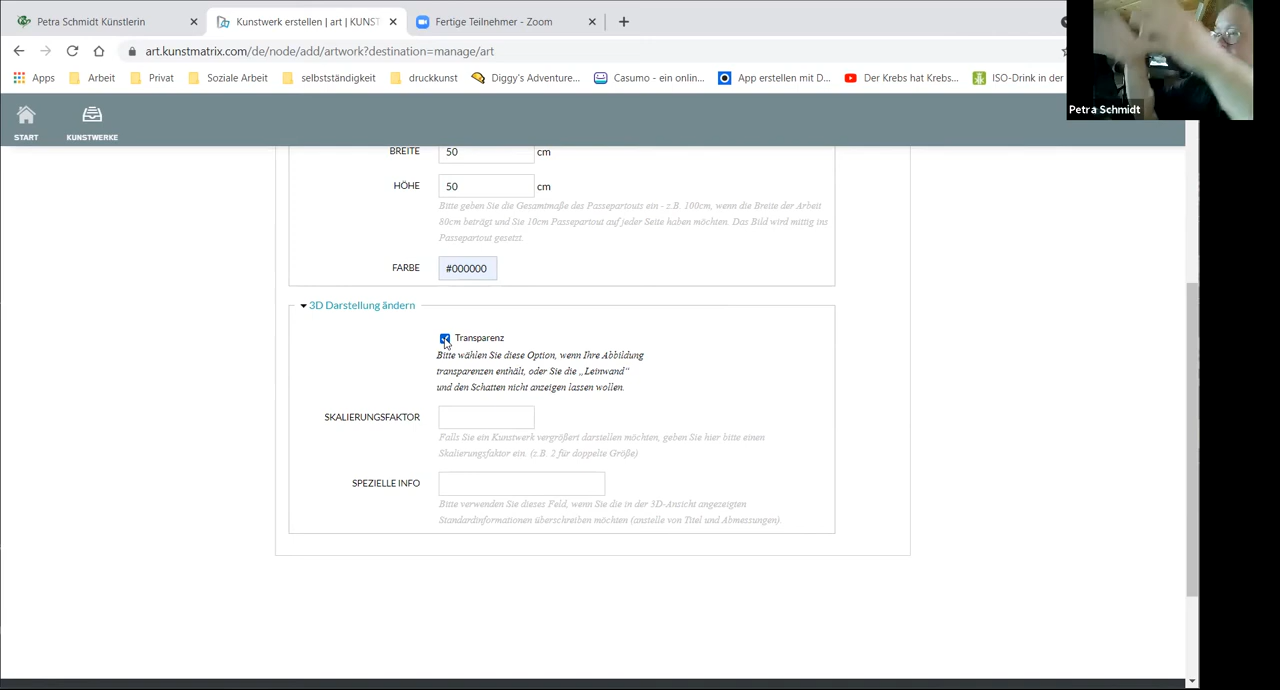 Petra Schmidt Künstlerin
Kunstwerk erstellen | art | KUNST
Fertige Teilnehmer - Zoom
art.kunstmatrix.com/de/node/add/artwork?destination=manage/art
Apps Arbeit Privat Soziale Arbeit selbstständigkeit druckkunst Diggy's Adventure... Casumo - ein onlin... App erstellen mit D... Der Krebs hat Krebs... ISO-Drink in der
Petra Schmidt
START KUNSTWERKE
BREITE 50 cm
HÖHE 50 cm
Bitte geben Sie die Gesamtmaße des Passepartouts ein - z.B. 100cm, wenn die Breite der Arbeit
80cm beträgt und Sie 10cm Passepartout auf jeder Seite haben möchten. Das Bild wird mittig ins
Passepartout gesetzt.
FARBE #000000
3D Darstellung ändern
Transparenz
Bitte wählen Sie diese Option, wenn Ihre Abbildung
transparenzen enthält, oder Sie die „Leinwand“
und den Schatten nicht anzeigen lassen wollen.
SKALIERUNGSFAKTOR
Falls Sie ein Kunstwerk vergrößert darstellen möchten, geben Sie hier bitte einen
Skalierungsfaktor ein. (z.B. 2 für doppelte Größe)
SPEZIELLE INFO
Bitte verwenden Sie dieses Feld, wenn Sie die in der 3D-Ansicht angezeigten
Standardinformationen überschreiben möchten (anstelle von Titel und Abmessungen).